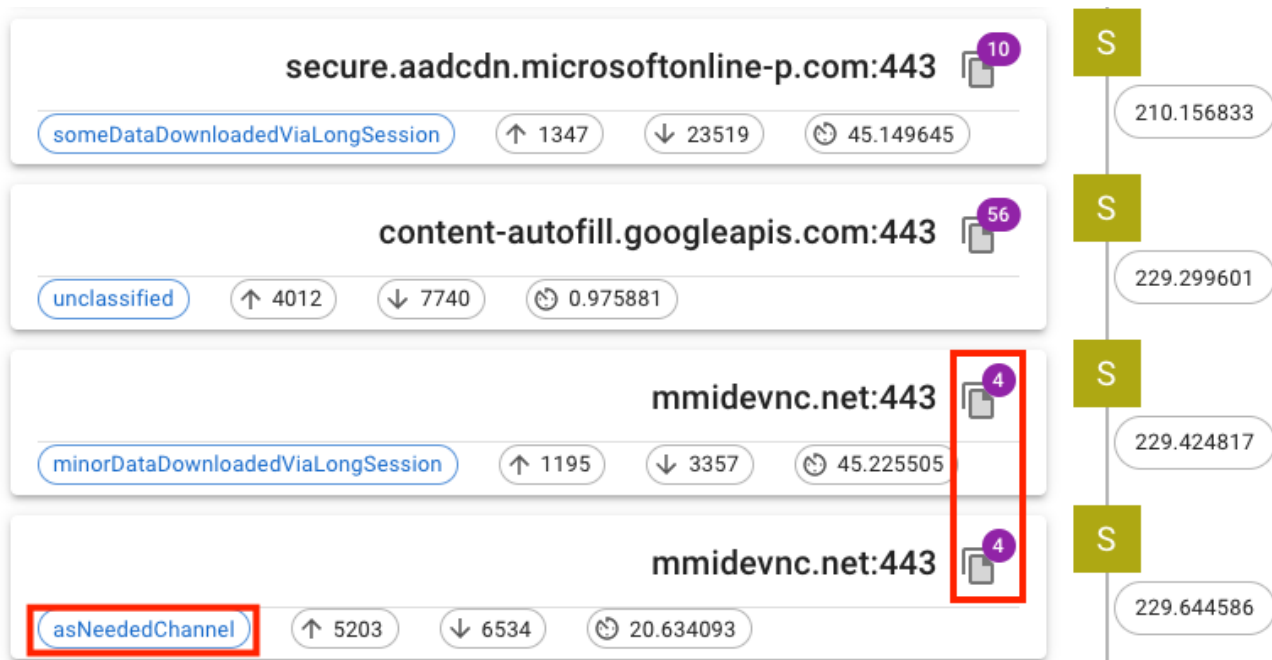 secure.aadcdn.microsoftonline-p.com:443 10 S
someDataDownloadedViaLongSession 1347 23519 45.149645 210.156833
content-autofill.googleapis.com:443 56 S
unclassified 4012 7740 0.975881 229.299601
mmidevnc.net:443 4 S
minorDataDownloadedViaLongSession 1195 3357 45.225505 229.424817
mmidevnc.net:443 4 S
asNeededChannel 5203 6534 20.634093 229.644586